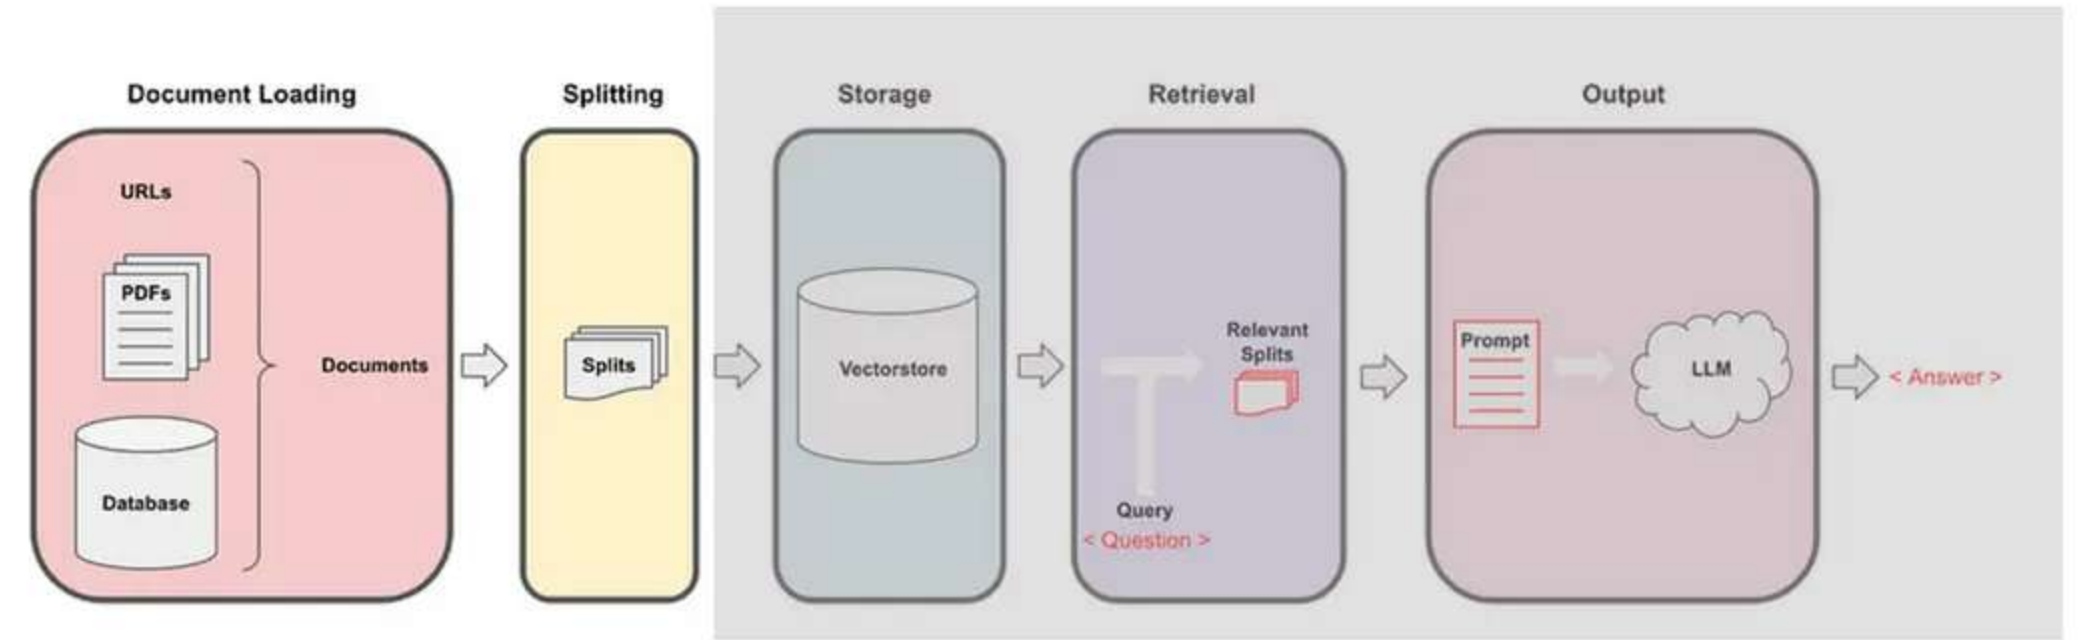 Document Loading
Splitting
Storage
Retrieval
Output
URLs
PDFs
Documents
Database
Splits
Vectorstore
Relevant
Splits
Query
< Question >
Prompt
LLM
< Answer >